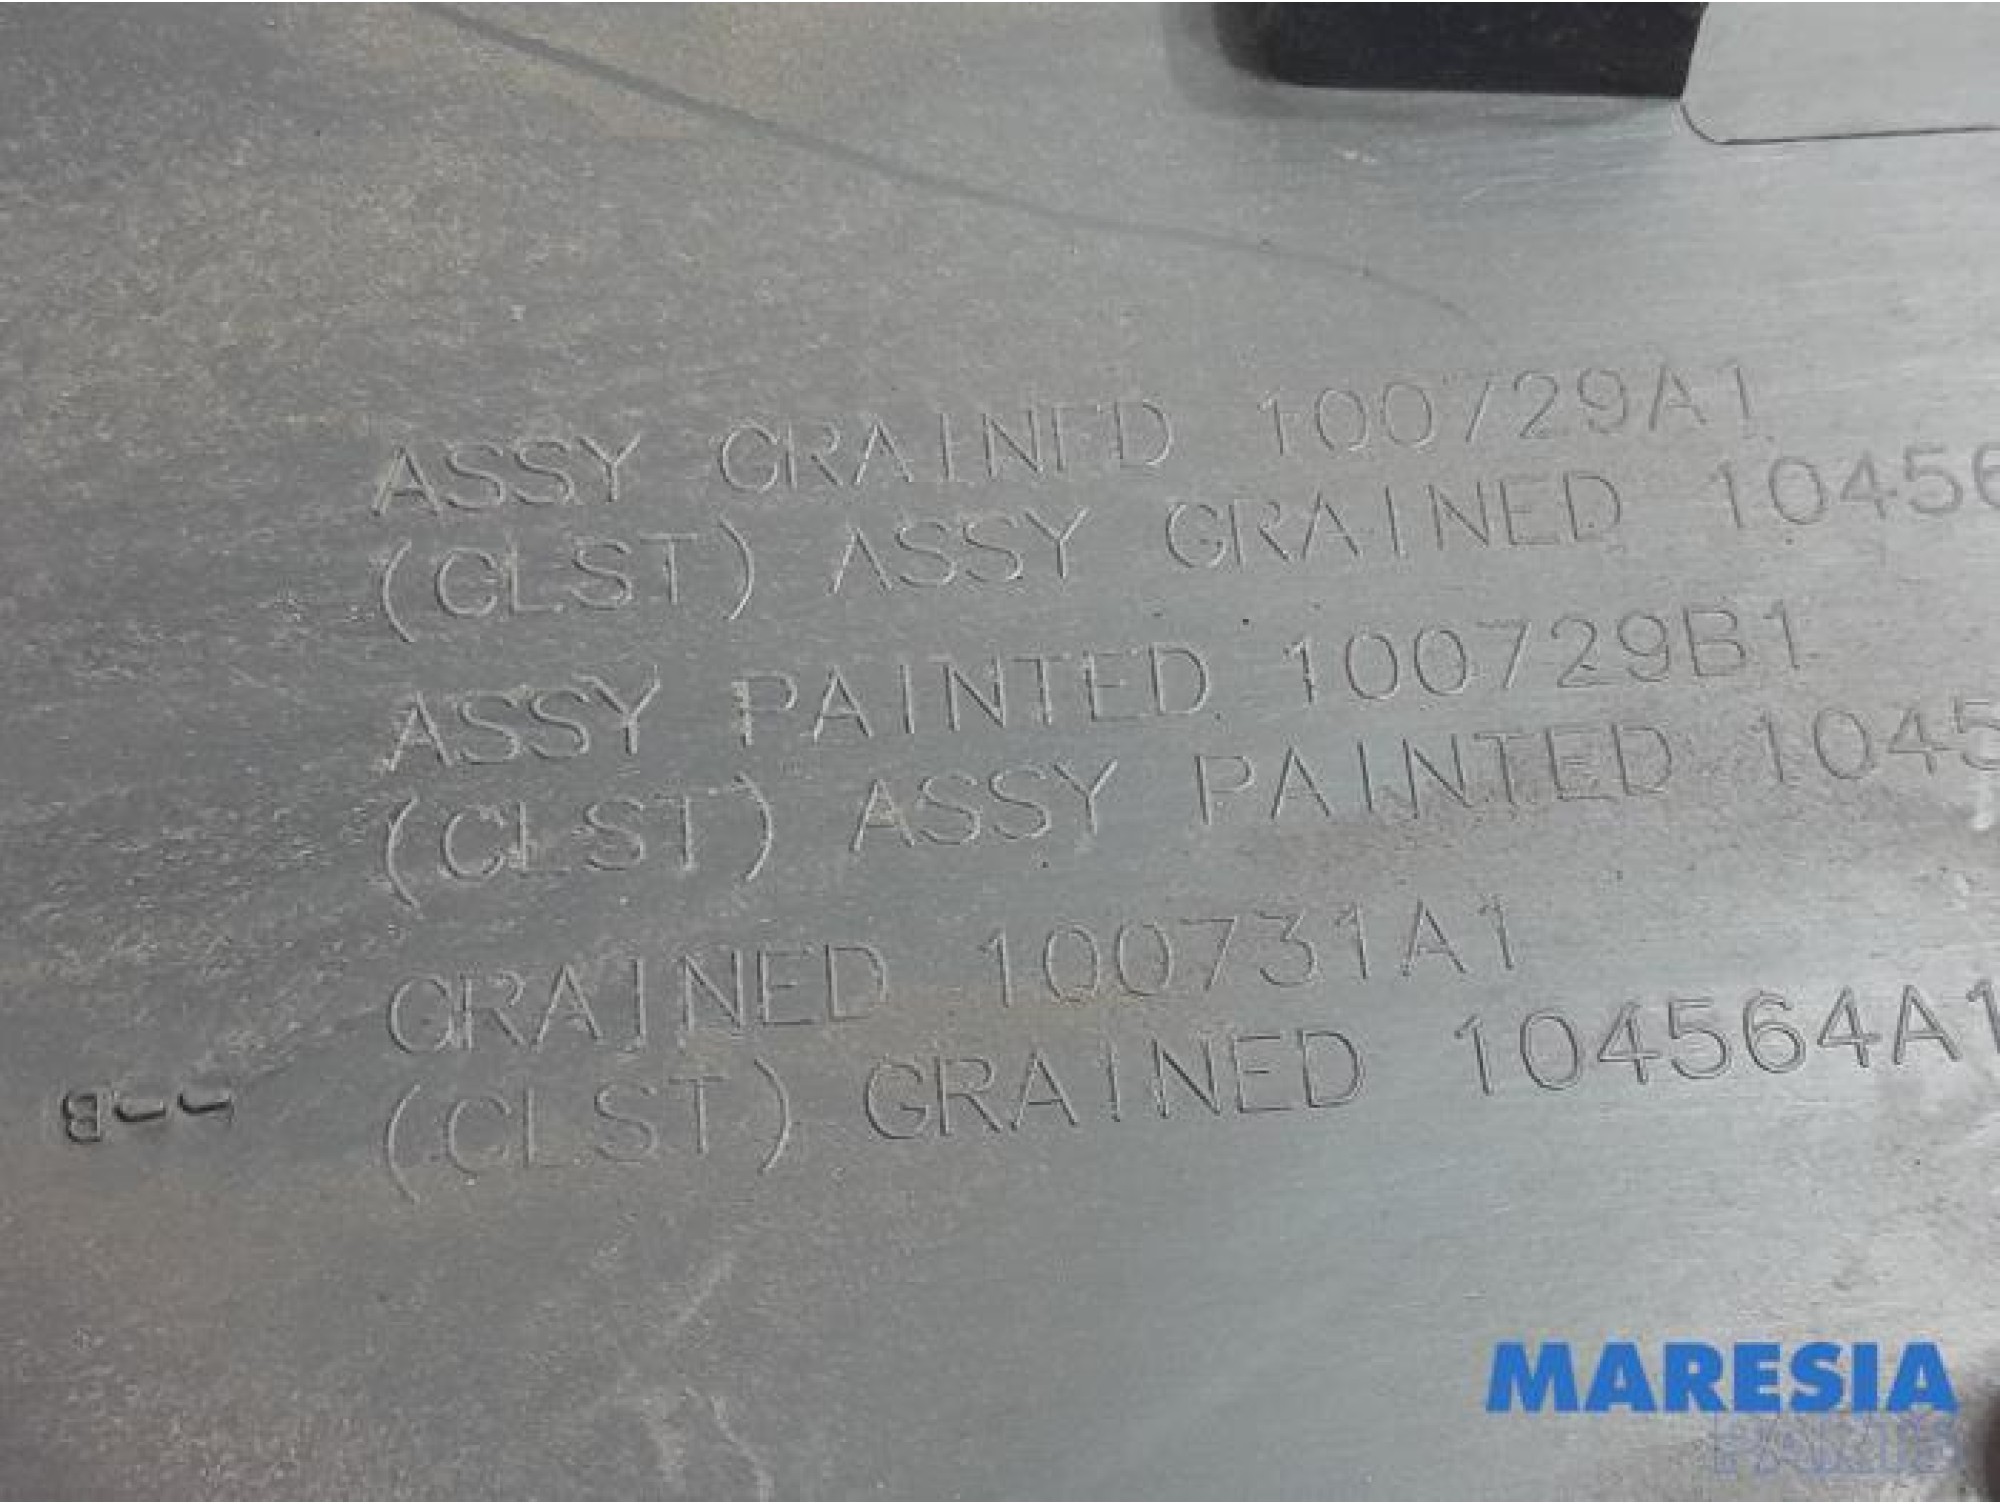 ASSY GRAINED 100729A1
(CLST) ASSY GRAINED 10456
ASSY PAINTED 100729B1
(CLST) ASSY PAINTED 1045
GRAINED 100731A1
(CLST) GRAINED 104564A1
B
MARESIA
PARTS